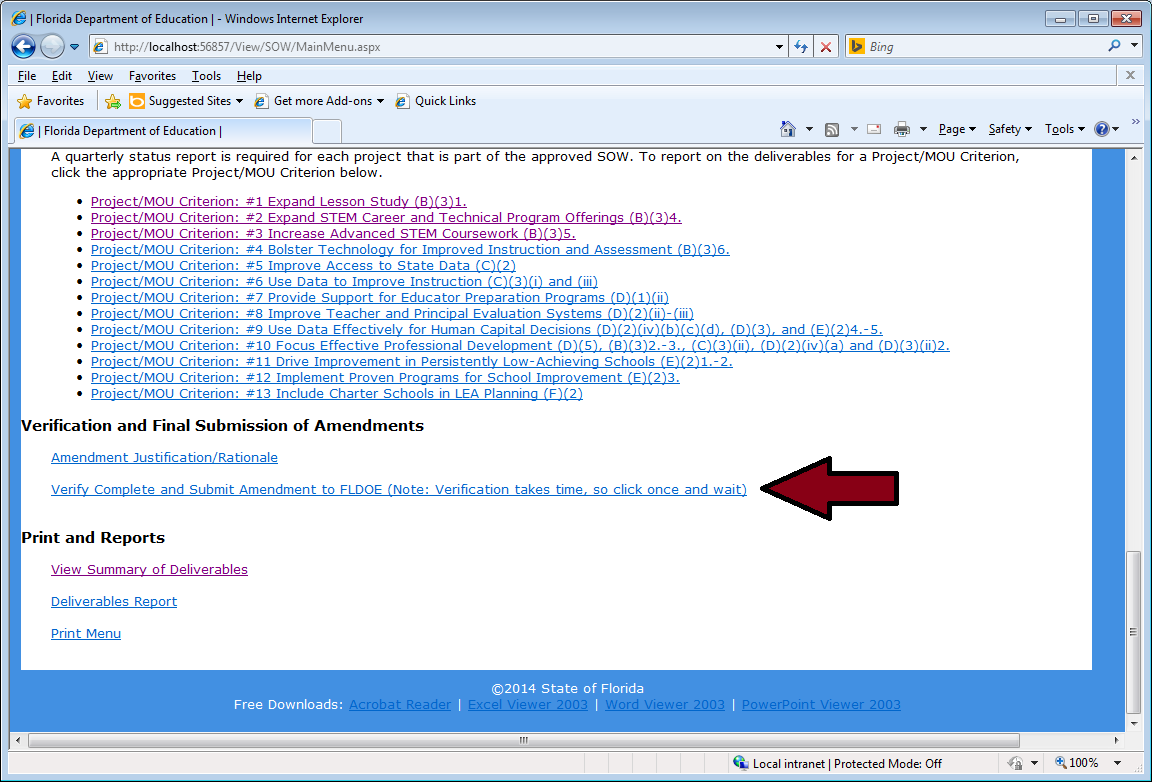 | Florida Department of Education | - Windows Internet Explorer
http://localhost:56857/View/SOW/MainMenu.aspx
Bing
File Edit View Favorites Tools Help
Favorites Suggested Sites Get more Add-ons Quick Links
| Florida Department of Education |
Page Safety Tools
A quarterly status report is required for each project that is part of the approved SOW. To report on the deliverables for a Project/MOU Criterion,
click the appropriate Project/MOU Criterion below.
• Project/MOU Criterion: #1 Expand Lesson Study (B)(3)1.
• Project/MOU Criterion: #2 Expand STEM Career and Technical Program Offerings (B)(3)4.
• Project/MOU Criterion: #3 Increase Advanced STEM Coursework (B)(3)5.
• Project/MOU Criterion: #4 Bolster Technology for Improved Instruction and Assessment (B)(3)6.
• Project/MOU Criterion: #5 Improve Access to State Data (C)(2)
• Project/MOU Criterion: #6 Use Data to Improve Instruction (C)(3)(i) and (iii)
• Project/MOU Criterion: #7 Provide Support for Educator Preparation Programs (D)(1)(ii)
• Project/MOU Criterion: #8 Improve Teacher and Principal Evaluation Systems (D)(2)(ii)-(iii)
• Project/MOU Criterion: #9 Use Data Effectively for Human Capital Decisions (D)(2)(iv)(b)(c)(d), (D)(3), and (E)(2)4.-5.
• Project/MOU Criterion: #10 Focus Effective Professional Development (D)(5), (B)(3)2.-3., (C)(3)(ii), (D)(2)(iv)(a) and (D)(3)(ii)2.
• Project/MOU Criterion: #11 Drive Improvement in Persistently Low-Achieving Schools (E)(2)1.-2.
• Project/MOU Criterion: #12 Implement Proven Programs for School Improvement (E)(2)3.
• Project/MOU Criterion: #13 Include Charter Schools in LEA Planning (F)(2)
Verification and Final Submission of Amendments
Amendment Justification/Rationale
Verify Complete and Submit Amendment to FLDOE (Note: Verification takes time, so click once and wait)
Print and Reports
View Summary of Deliverables
Deliverables Report
Print Menu
©2014 State of Florida
Free Downloads: Acrobat Reader | Excel Viewer 2003 | Word Viewer 2003 | PowerPoint Viewer 2003
Local intranet | Protected Mode: Off 100%